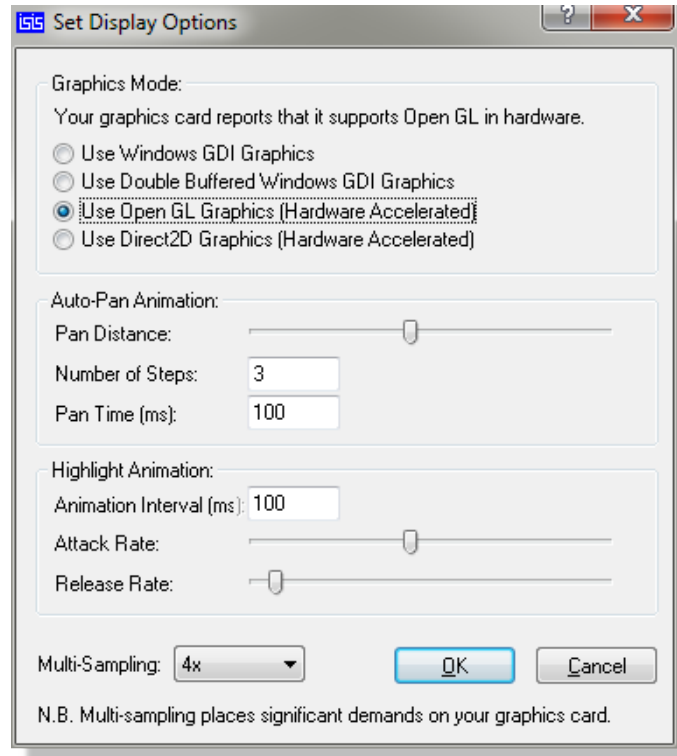 isis Set Display Options
Graphics Mode:
Your graphics card reports that it supports Open GL in hardware.
Use Windows GDI Graphics
Use Double Buffered Windows GDI Graphics
Use Open GL Graphics (Hardware Accelerated)
Use Direct2D Graphics (Hardware Accelerated)
Auto-Pan Animation:
Pan Distance:
Number of Steps: 3
Pan Time (ms): 100
Highlight Animation:
Animation Interval (ms): 100
Attack Rate:
Release Rate:
Multi-Sampling: 4x OK Cancel
N.B. Multi-sampling places significant demands on your graphics card.